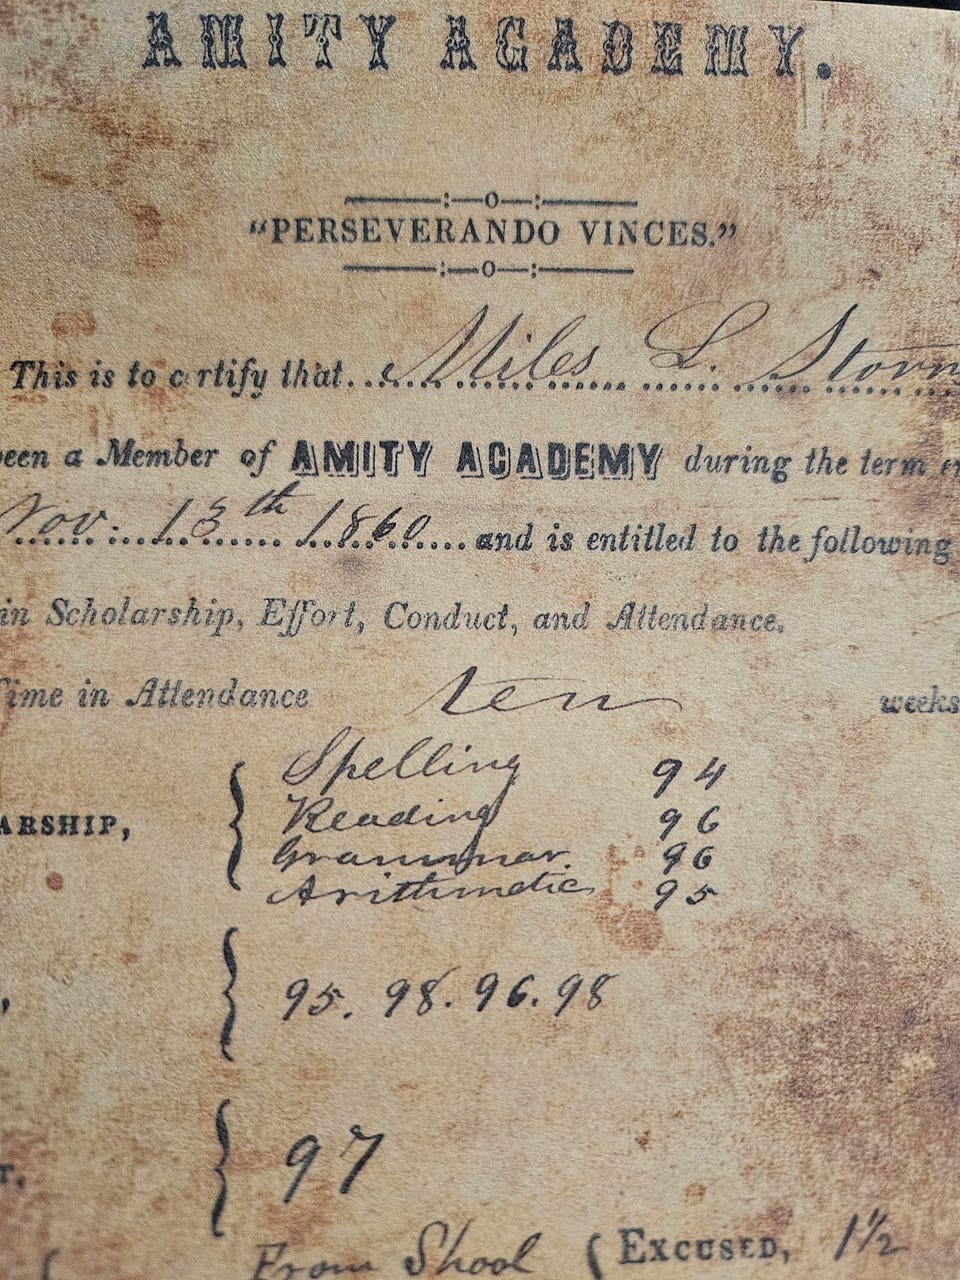 AMITY ACADEMY.
"PERSEVERANDO VINCES."
This is to certify that Miles L. Storm
been a Member of AMITY ACADEMY during the term en
Nov. 13th 1860 and is entitled to the following
in Scholarship, Effort, Conduct, and Attendance.
Time in Attendance ten weeks
ARSHIP,
Spelling 94
Reading 96
Grammar. 96
Arithmetic 95
, 95. 98. 96. 98
T. 97
From Shool EXCUSED, 1½